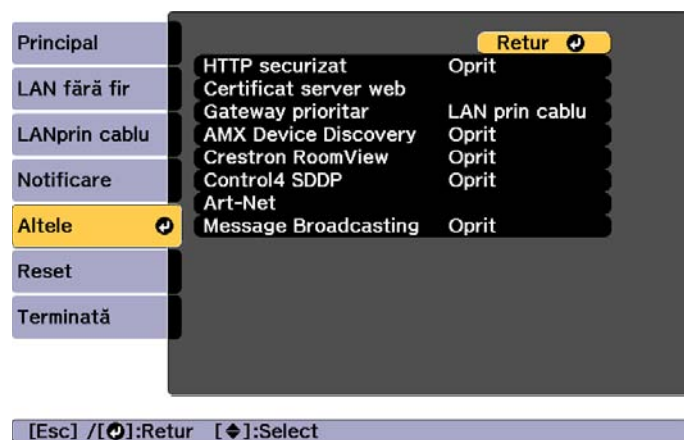 Principal
LAN fără fir
LANprin cablu
Notificare
Altele
Reset
Terminată
Retur
HTTP securizat Oprit
Certificat server web
Gateway prioritar LAN prin cablu
AMX Device Discovery Oprit
Crestron RoomView Oprit
Control4 SDDP Oprit
Art-Net
Message Broadcasting Oprit
[Esc] /[⏎]:Retur [◆]:Select